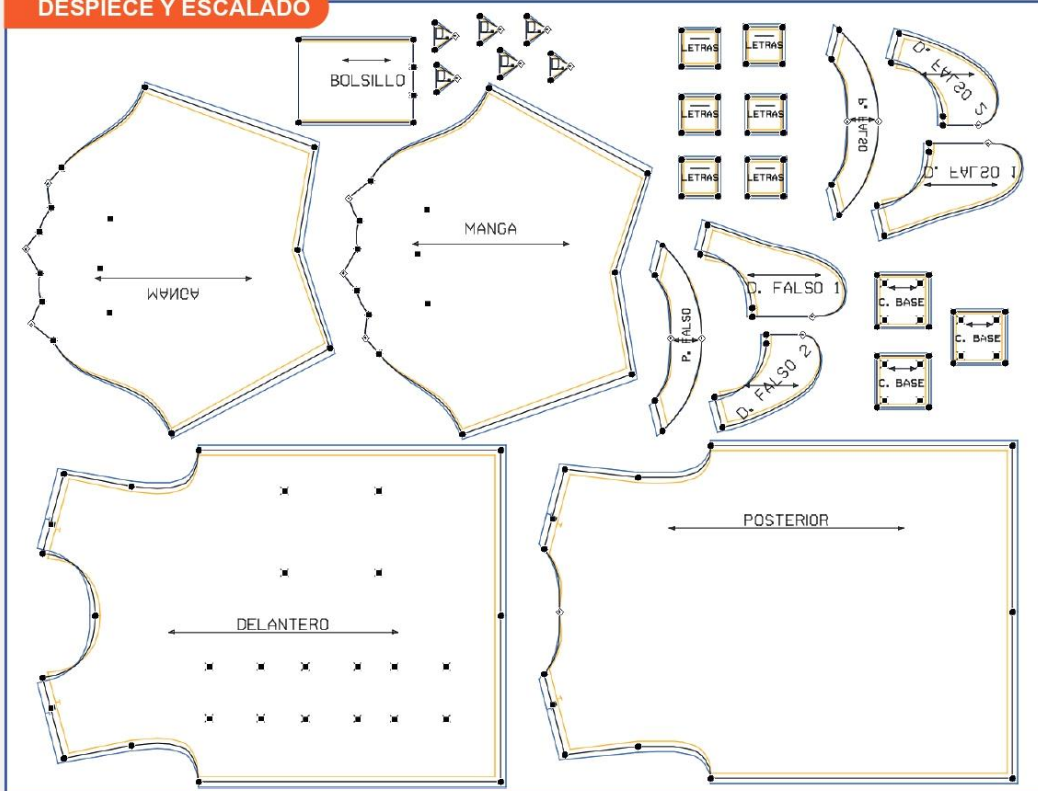 DESPIECE Y ESCALADO
BOLSILLO
LETRAS
LETRAS
LETRAS
LETRAS
LETRAS
LETRAS
P. FALSO
D. FALSO 2
D. FALSO 1
MANGA
MANGA
P. FALSO
D. FALSO 1
D. FALSO 2
C. BASE
C. BASE
C. BASE
DELANTERO
POSTERIOR